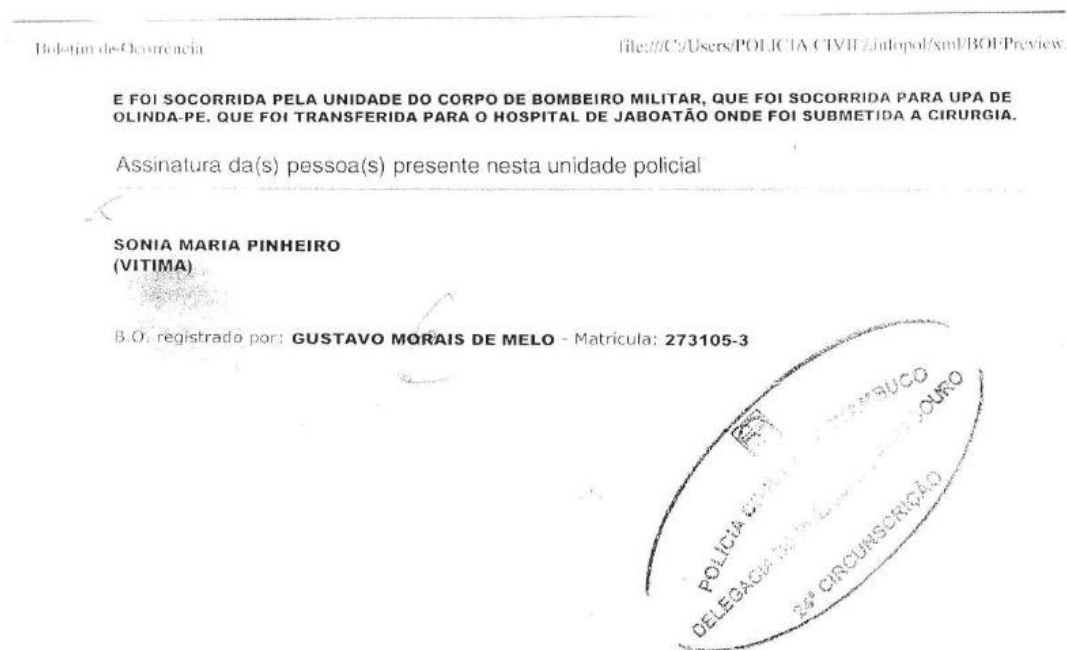 Boletim de Ocorrência
file:///C:/Users/POLICIA CIVIL/.infopol/xml/BOEPreview.
E FOI SOCORRIDA PELA UNIDADE DO CORPO DE BOMBEIRO MILITAR, QUE FOI SOCORRIDA PARA UPA DE
OLINDA-PE. QUE FOI TRANSFERIDA PARA O HOSPITAL DE JABOATÃO ONDE FOI SUBMETIDA A CIRURGIA.
Assinatura da(s) pessoa(s) presente nesta unidade policial
SONIA MARIA PINHEIRO
(VITIMA)
B.O. registrado por: GUSTAVO MORAIS DE MELO - Matrícula: 273105-3
POLICIA CIVIL
DELEGACIA DE
CIRCUNSCRIÇÃO